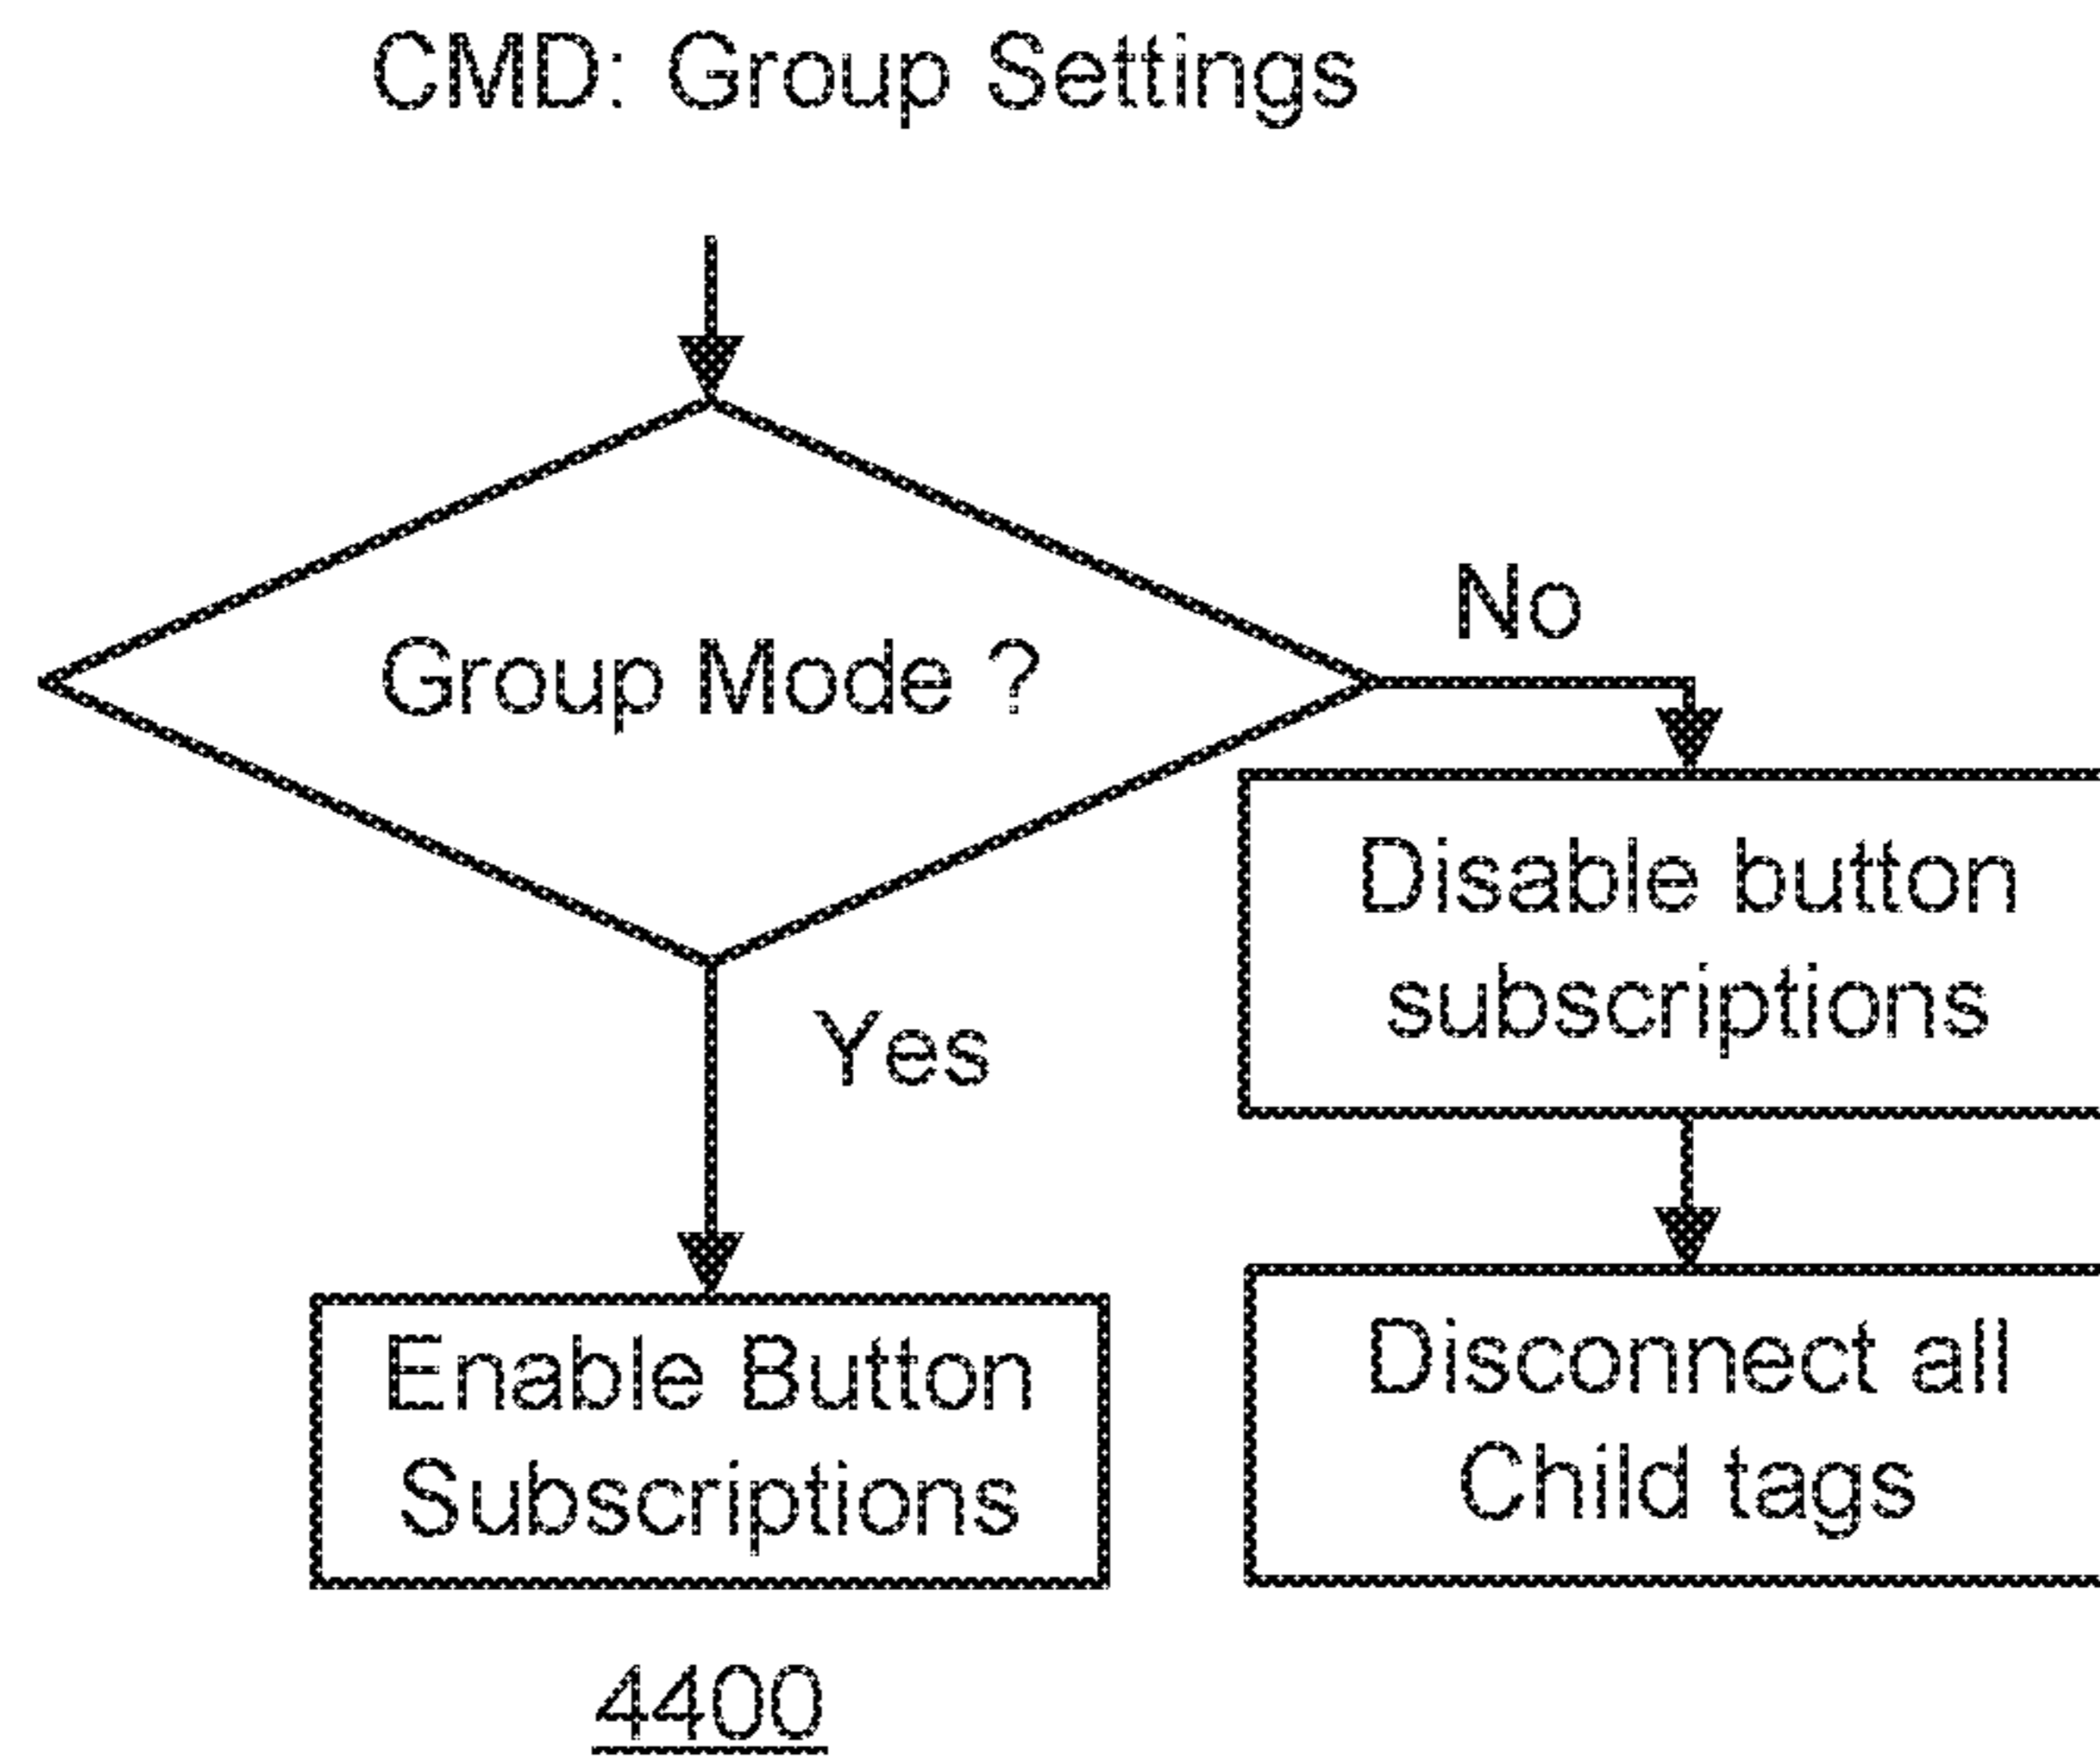 CMD: Group Settings
Group Mode ?
No
Yes
Disable button
subscriptions
Enable Button
Subscriptions
Disconnect all
Child tags
4400